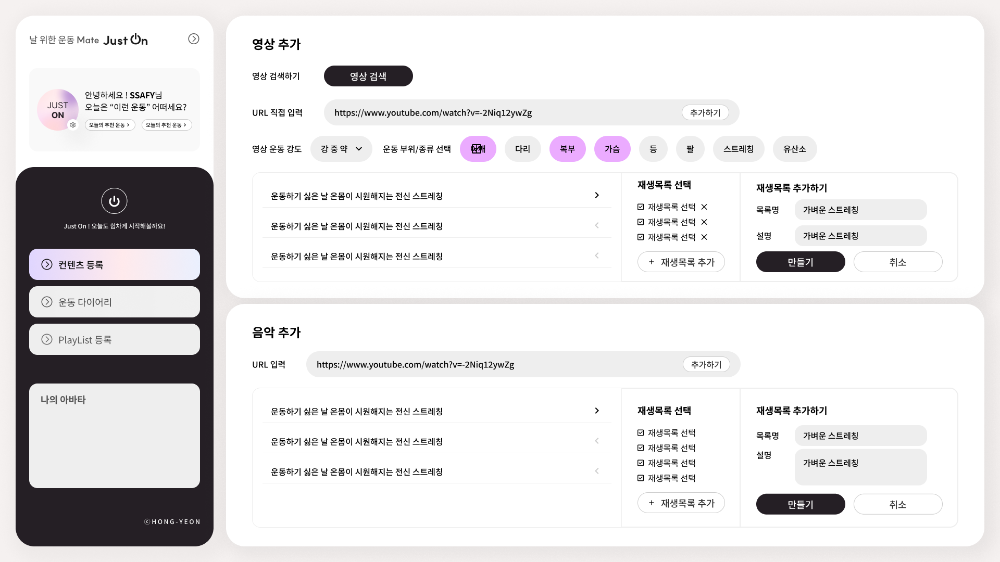 날 위한 운동 Mate Just On
JUST
ON
안녕하세요 ! SSAFY님
오늘은 “이런 운동” 어떠세요?
오늘의 추천 운동
오늘의 추천 운동
Just On ! 오늘도 힘차게 시작해볼까요!
컨텐츠 등록
운동 다이어리
PlayList 등록
나의 아바타
ⓒHONG-YEON
영상 추가
영상 검색하기
영상 검색
URL 직접 입력
https://www.youtube.com/watch?v=-2Niq12ywZg
추가하기
영상 운동 강도
강 중 약
운동 부위/종류 선택
다리
복부
가슴
등
팔
스트레칭
유산소
운동하기 싫은 날 온몸이 시원해지는 전신 스트레칭
운동하기 싫은 날 온몸이 시원해지는 전신 스트레칭
운동하기 싫은 날 온몸이 시원해지는 전신 스트레칭
재생목록 선택
재생목록 선택
재생목록 선택
재생목록 선택
+ 재생목록 추가
재생목록 추가하기
목록명
가벼운 스트레칭
설명
가벼운 스트레칭
만들기
취소
음악 추가
URL 입력
https://www.youtube.com/watch?v=-2Niq12ywZg
추가하기
운동하기 싫은 날 온몸이 시원해지는 전신 스트레칭
운동하기 싫은 날 온몸이 시원해지는 전신 스트레칭
운동하기 싫은 날 온몸이 시원해지는 전신 스트레칭
재생목록 선택
재생목록 선택
재생목록 선택
재생목록 선택
재생목록 선택
+ 재생목록 추가
재생목록 추가하기
목록명
가벼운 스트레칭
설명
가벼운 스트레칭
만들기
취소